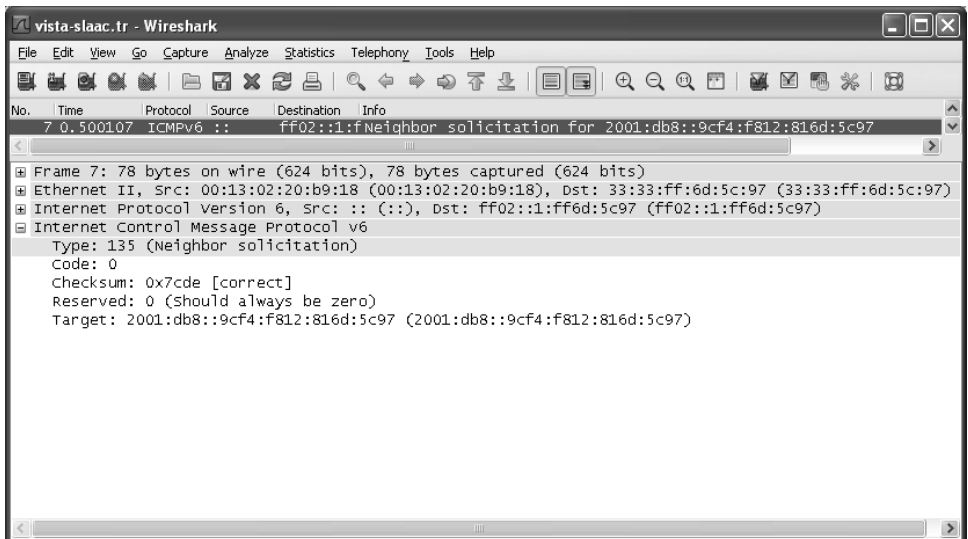 vista-slaac.tr - Wireshark
File Edit View Go Capture Analyze Statistics Telephony Tools Help
No. Time Protocol Source Destination Info
7 0.500107 ICMPv6 :: ff02::1:f Neighbor solicitation for 2001:db8::9cf4:f812:816d:5c97
Frame 7: 78 bytes on wire (624 bits), 78 bytes captured (624 bits)
Ethernet II, Src: 00:13:02:20:b9:18 (00:13:02:20:b9:18), Dst: 33:33:ff:6d:5c:97 (33:33:ff:6d:5c:97)
Internet Protocol Version 6, Src: :: (::), Dst: ff02::1:ff6d:5c97 (ff02::1:ff6d:5c97)
Internet Control Message Protocol v6
Type: 135 (Neighbor solicitation)
Code: 0
Checksum: 0x7cde [correct]
Reserved: 0 (Should always be zero)
Target: 2001:db8::9cf4:f812:816d:5c97 (2001:db8::9cf4:f812:816d:5c97)